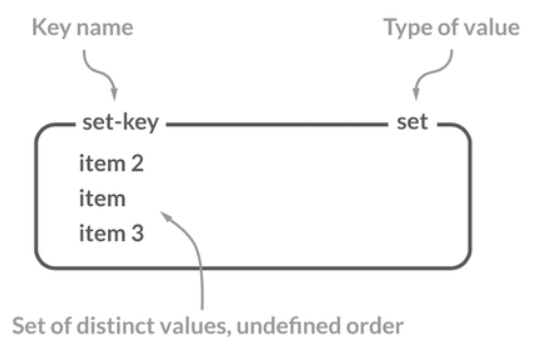 Key name
Type of value
set-key
set
item 2
item
item 3
Set of distinct values, undefined order